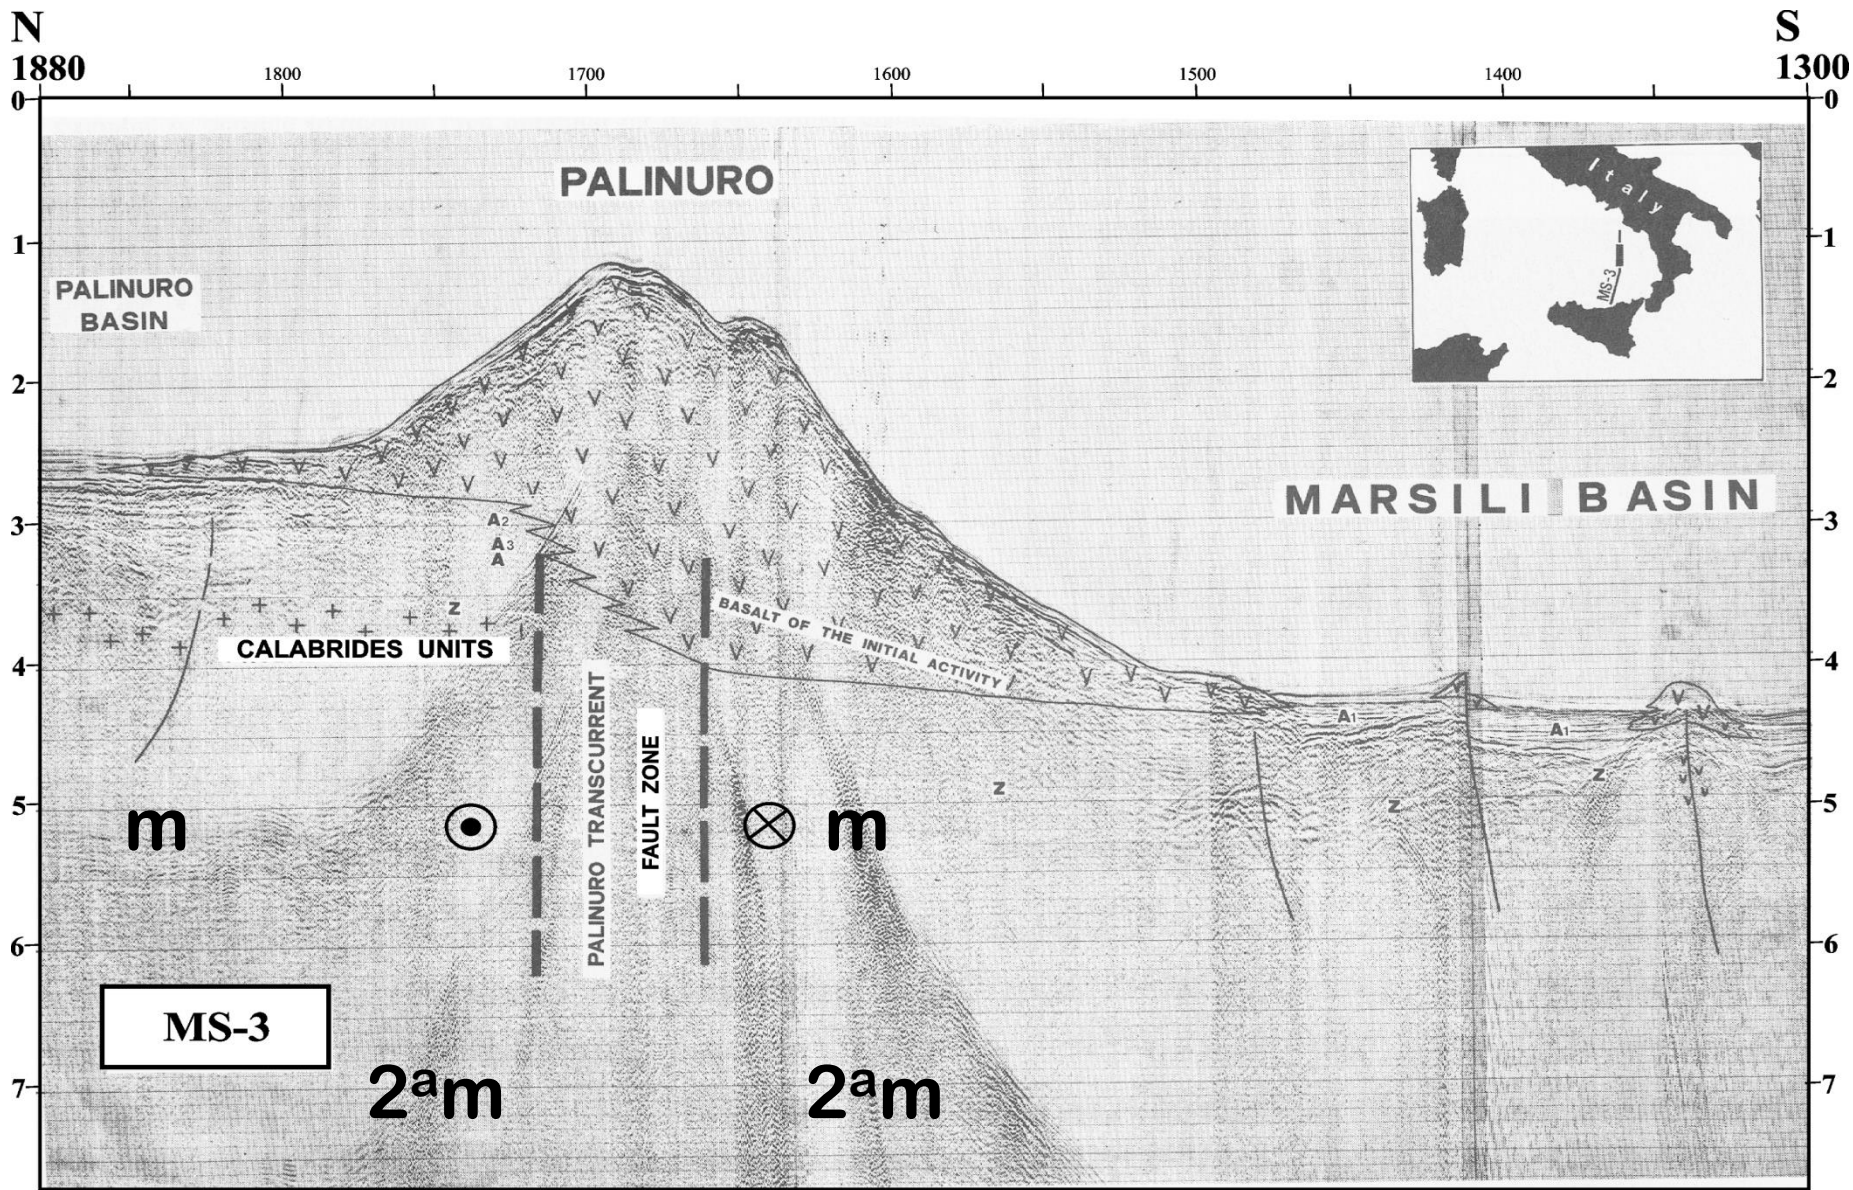 N
S
1880
1800
1700
1600
1500
1400
1300
0
0
PALINURO
Italy
MS-3
1
1
PALINURO
BASIN
2
2
MARSILI BASIN
3
3
A2
A3
A
Z
CALABRIDES UNITS
BASALT OF THE INITIAL ACTIVITY
4
4
A1
A1
Z
Z
Z
5
5
m
m
PALINURO TRANSCURRENT
FAULT ZONE
6
6
MS-3
7
7
2am
2am